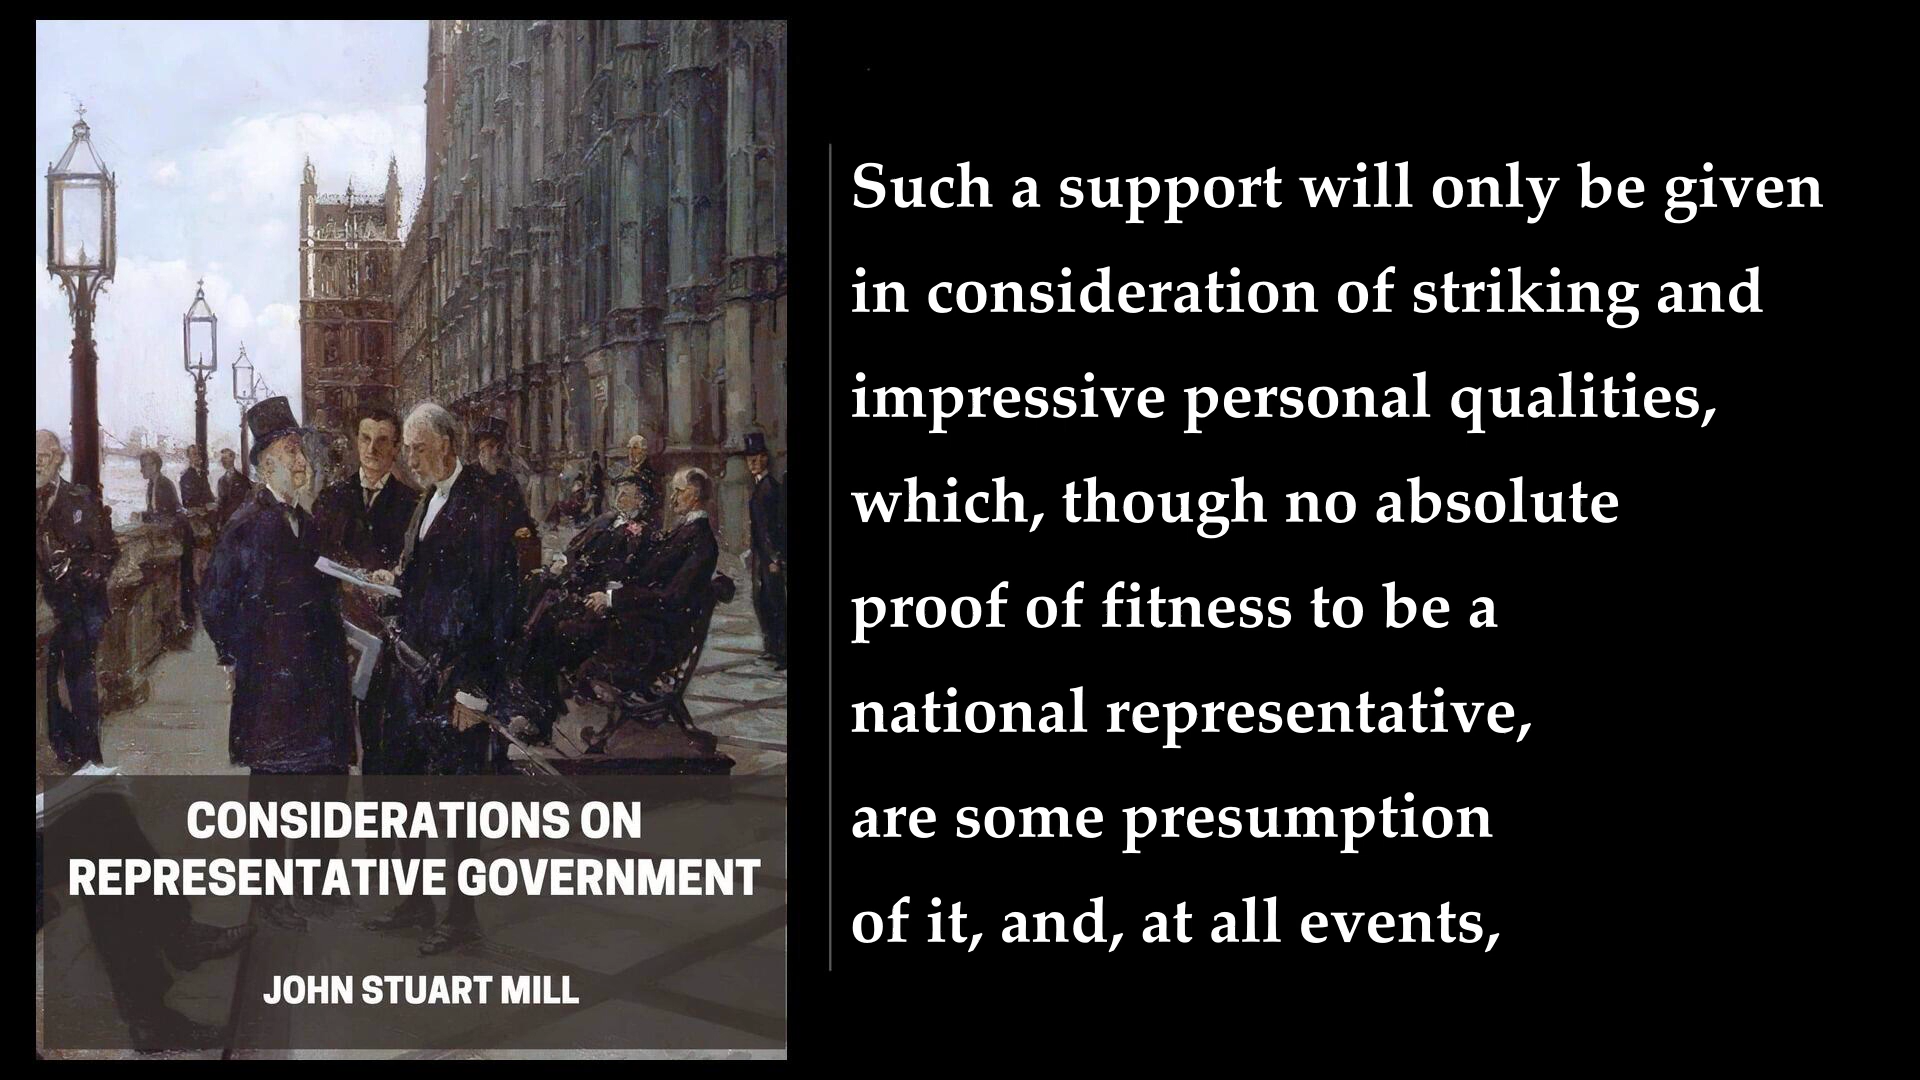 CONSIDERATIONS ON
REPRESENTATIVE GOVERNMENT
JOHN STUART MILL
Such a support will only be given
in consideration of striking and
impressive personal qualities,
which, though no absolute
proof of fitness to be a
national representative,
are some presumption
of it, and, at all events,